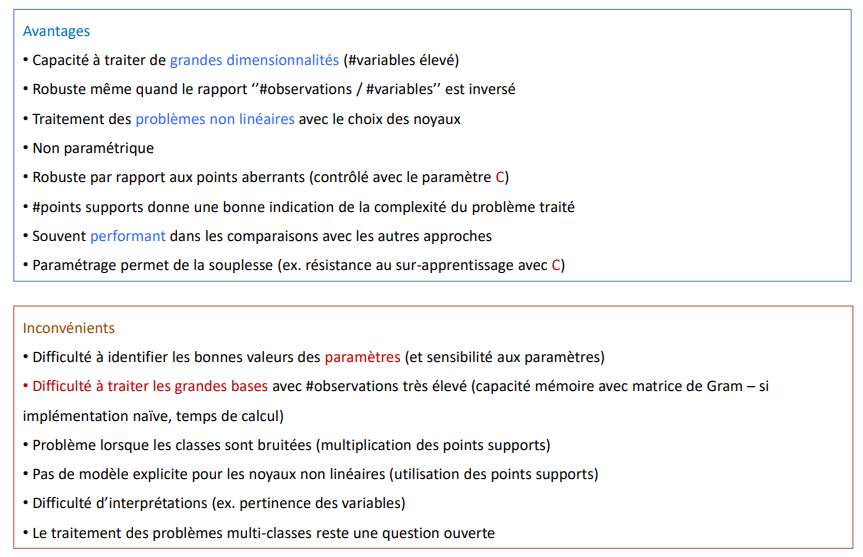 Avantages
• Capacité à traiter de grandes dimensionnalités (#variables élevé)
• Robuste même quand le rapport ‘’#observations / #variables’’ est inversé
• Traitement des problèmes non linéaires avec le choix des noyaux
• Non paramétrique
• Robuste par rapport aux points aberrants (contrôlé avec le paramètre C)
• #points supports donne une bonne indication de la complexité du problème traité
• Souvent performant dans les comparaisons avec les autres approches
• Paramétrage permet de la souplesse (ex. résistance au sur-apprentissage avec C)
Inconvénients
• Difficulté à identifier les bonnes valeurs des paramètres (et sensibilité aux paramètres)
• Difficulté à traiter les grandes bases avec #observations très élevé (capacité mémoire avec matrice de Gram – si
implémentation naïve, temps de calcul)
• Problème lorsque les classes sont bruitées (multiplication des points supports)
• Pas de modèle explicite pour les noyaux non linéaires (utilisation des points supports)
• Difficulté d’interprétations (ex. pertinence des variables)
• Le traitement des problèmes multi-classes reste une question ouverte